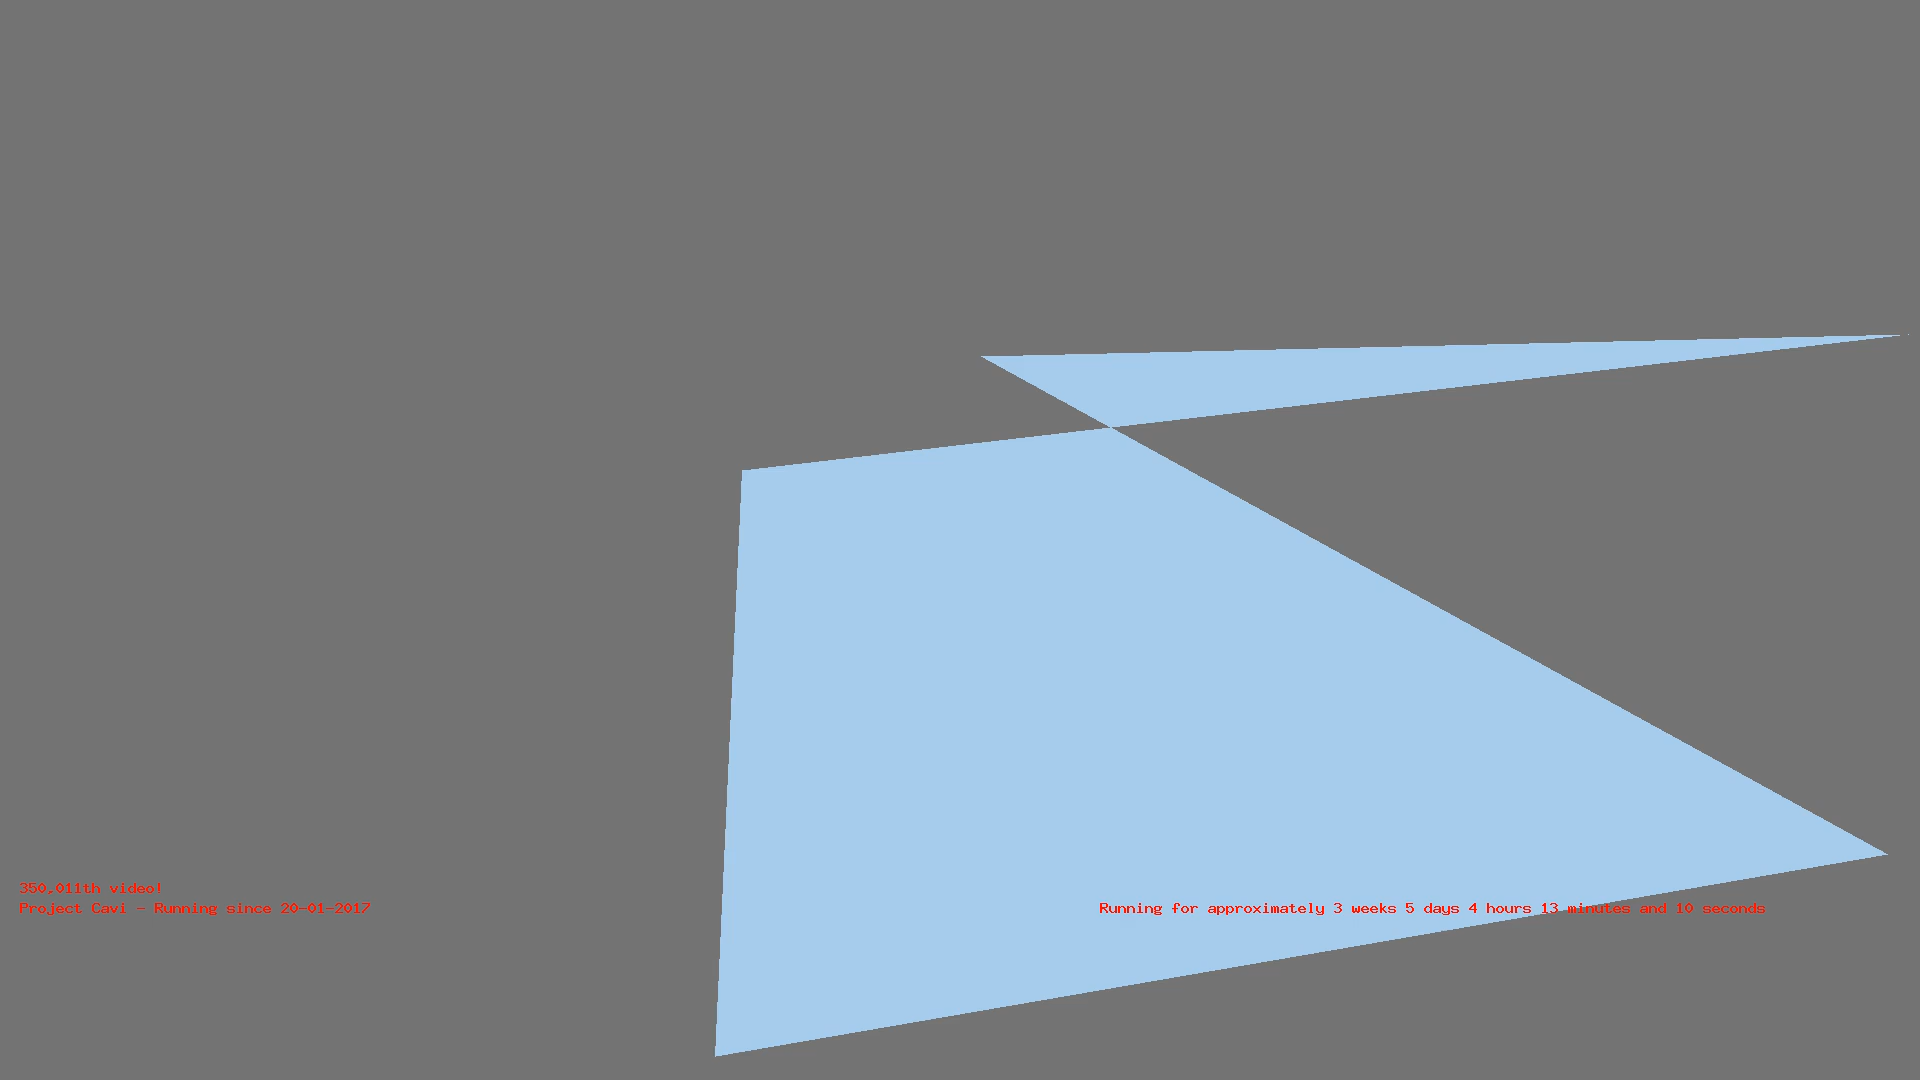 350,011th video!
Project Cavi - Running since 20-01-2017
Running for approximately 3 weeks 5 days 4 hours 13 minutes and 10 seconds